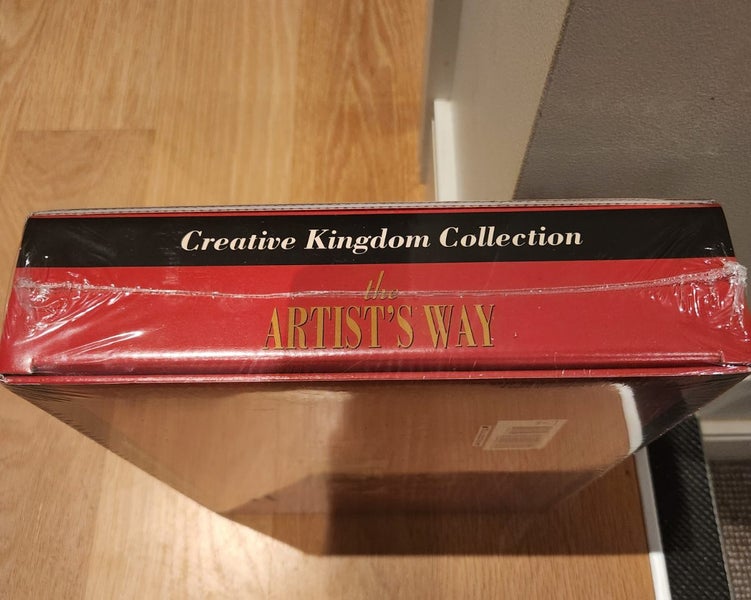 Creative Kingdom Collection
the
ARTIST'S WAY